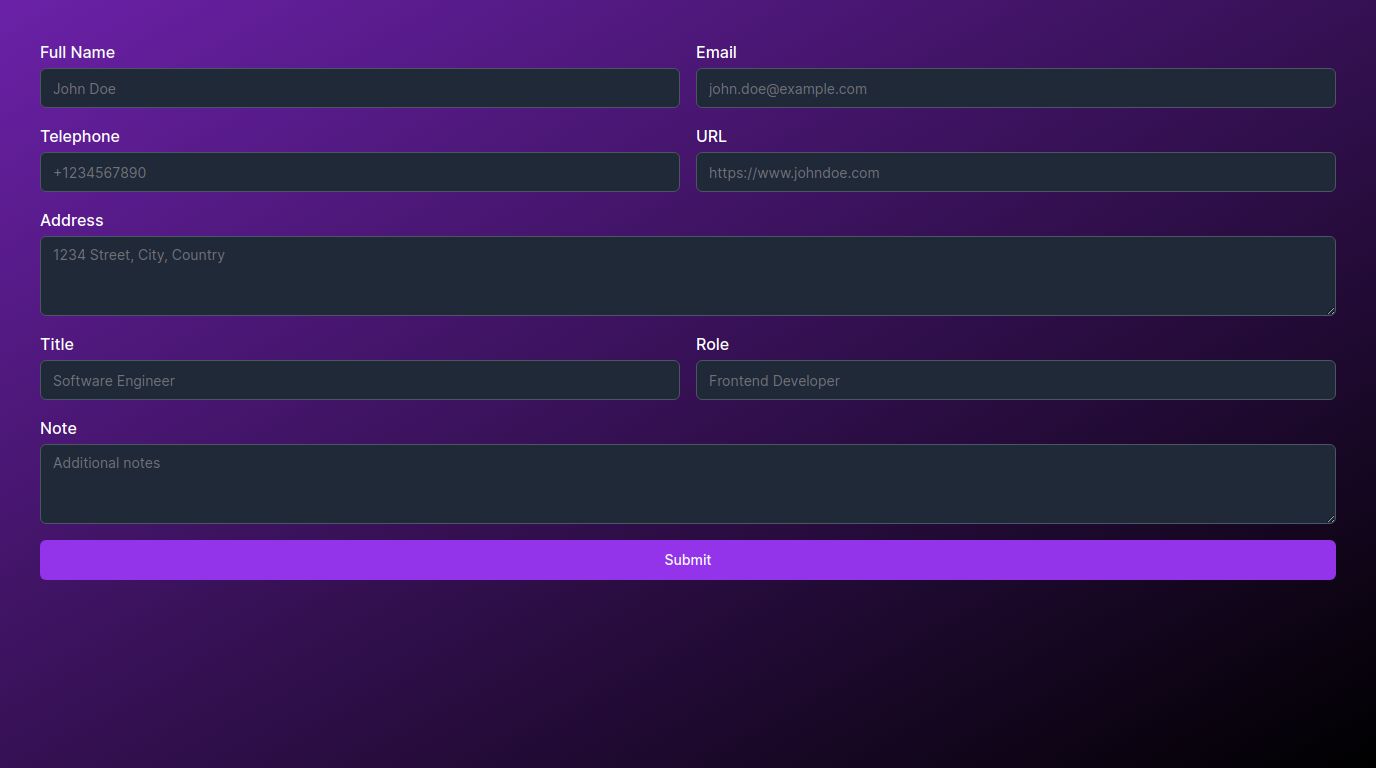 Full Name
John Doe
Email
john.doe@example.com
Telephone
+1234567890
URL
https://www.johndoe.com
Address
1234 Street, City, Country
Title
Software Engineer
Role
Frontend Developer
Note
Additional notes
Submit